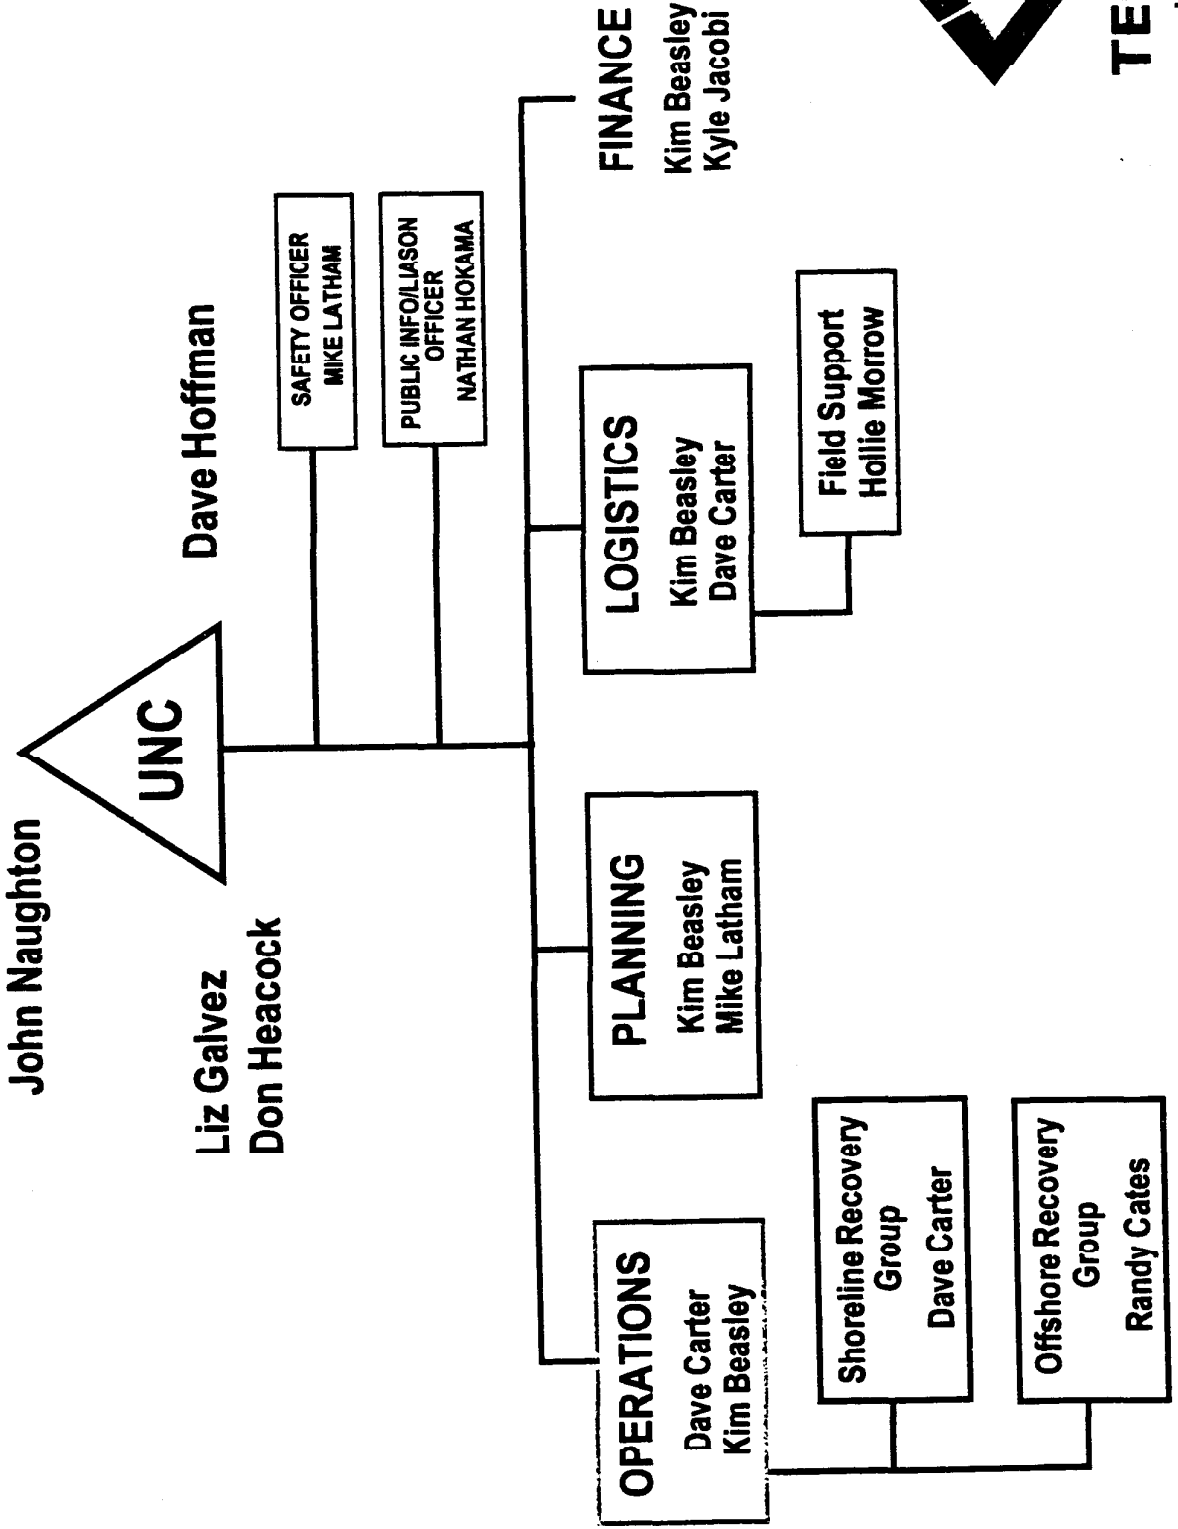 John Naughton
UNC
Liz Galvez
Don Heacock
Dave Hoffman
SAFETY OFFICER
MIKE LATHAM
PUBLIC INFO/LIASON
OFFICER
NATHAN HOKAMA
OPERATIONS
Dave Carter
Kim Beasley
PLANNING
Kim Beasley
Mike Latham
LOGISTICS
Kim Beasley
Dave Carter
FINANCE
Kim Beasley
Kyle Jacobi
Shoreline Recovery
Group
Dave Carter
Offshore Recovery
Group
Randy Cates
Field Support
Hollie Morrow